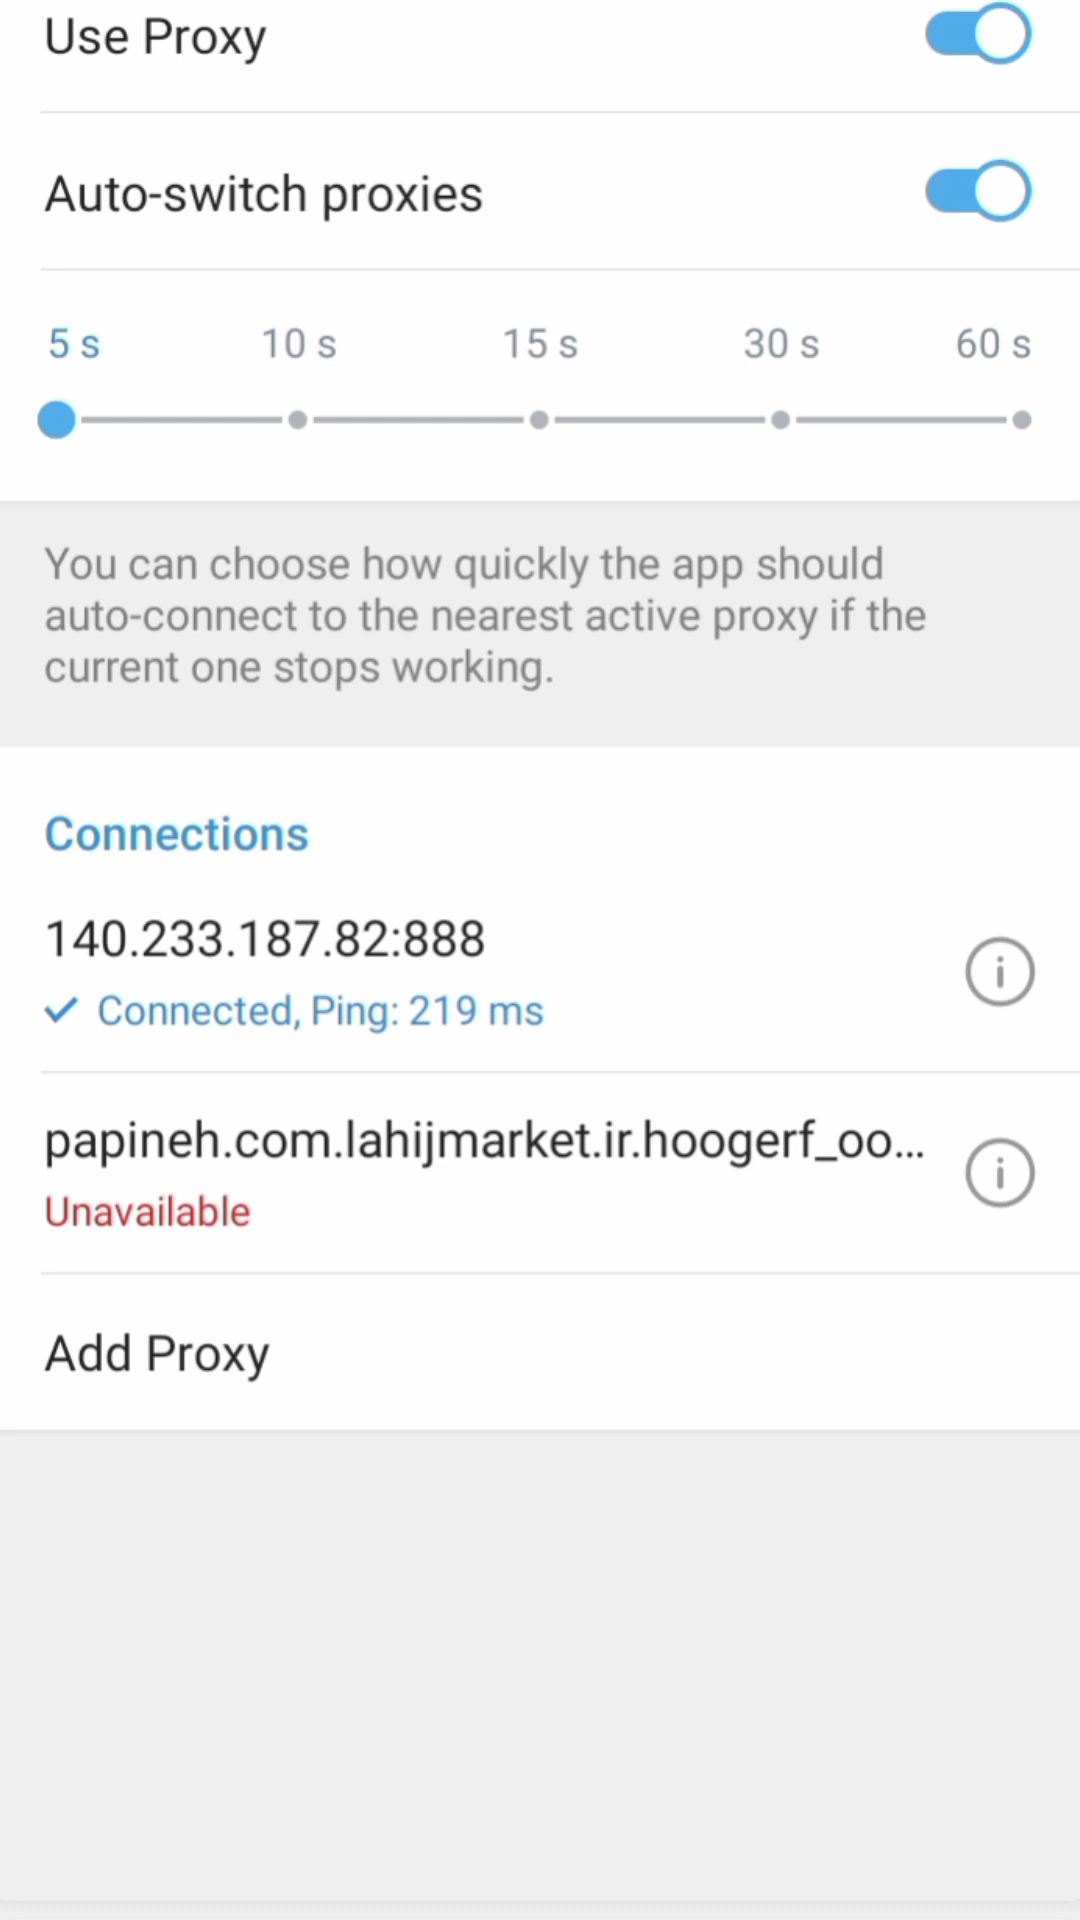 Use Proxy
Auto-switch proxies
5 s 10 s 15 s 30 s 60 s
You can choose how quickly the app should
auto-connect to the nearest active proxy if the
current one stops working.
Connections
140.233.187.82:888
Connected, Ping: 219 ms
papineh.com.lahijmarket.ir.hoogerf_oo...
Unavailable
Add Proxy